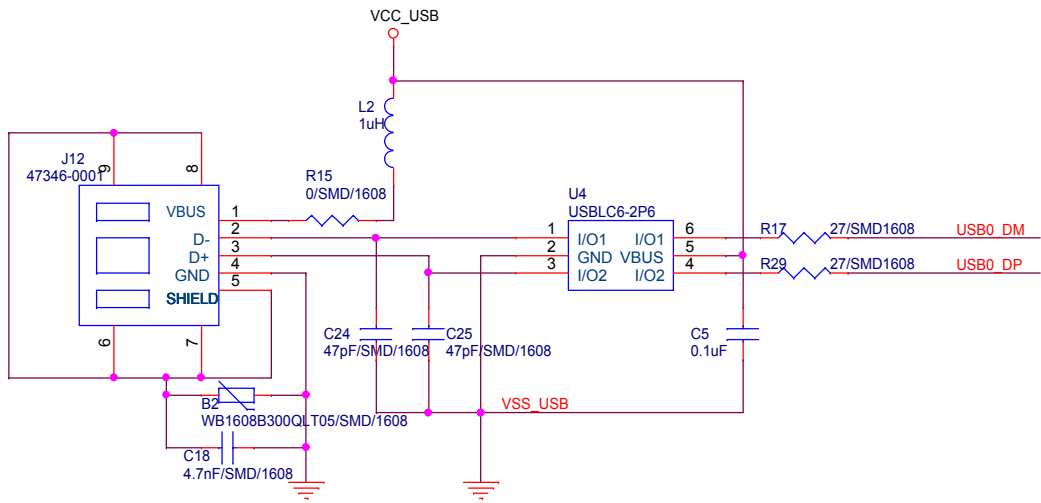 VCC_USB
L2
1uH
J12
47346-0001
9
8
R15
0/SMD/1608
U4
USBLC6-2P6
VBUS
1
D-
2
D+
3
GND
4
5
SHIELD
6
7
1
I/O1
I/O1
6
2
GND
VBUS
5
3
I/O2
I/O2
4
R17
27/SMD1608
USB0_DM
R29
27/SMD1608
USB0_DP
C24
47pF/SMD/1608
C25
47pF/SMD/1608
C5
0.1uF
B2
WB1608B300QLT05/SMD/1608
VSS_USB
C18
4.7nF/SMD/1608